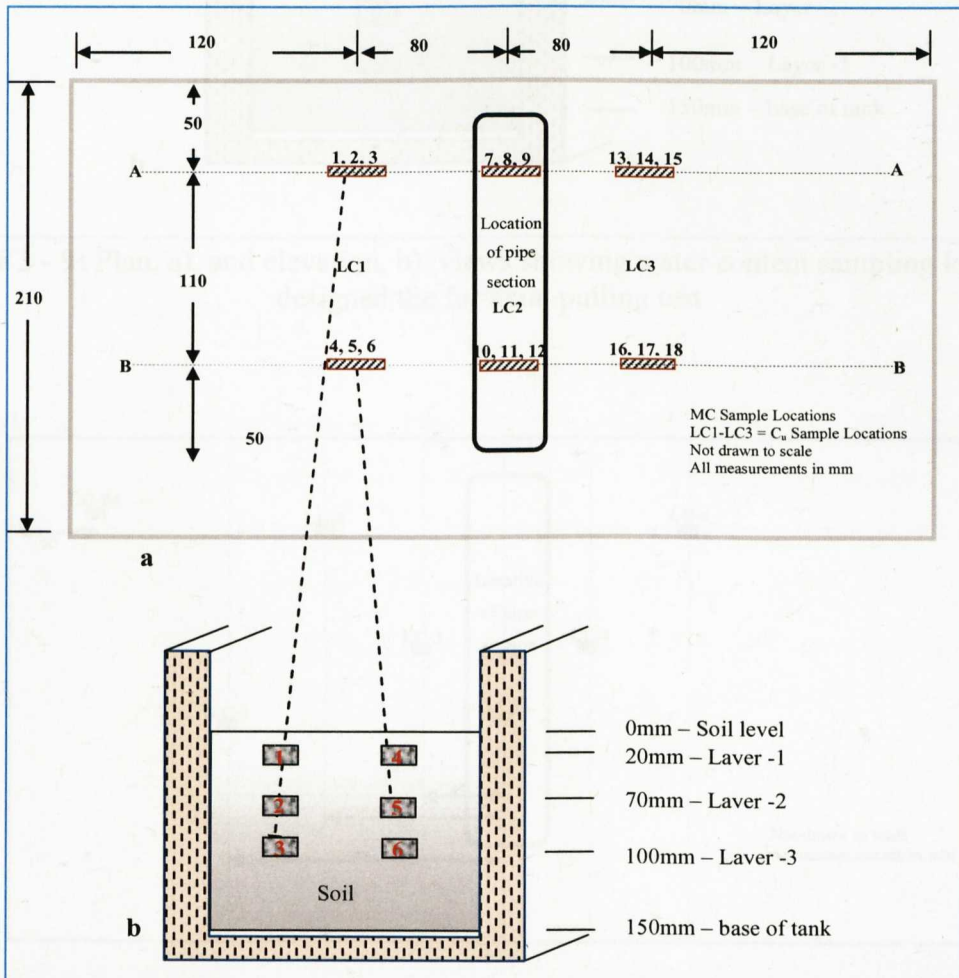 120 80 80 120
50
1, 2, 3 7, 8, 9 13, 14, 15
A A
Location
of pipe
section
LC1 LC2 LC3
210 110
4, 5, 6 10, 11, 12 16. 17. 18
B B
50
MC Sample Locations
LC1-LC3 = Cᵤ Sample Locations
Not drawn to scale
All measurements in mm
a
0mm – Soil level
1 4 20mm – Laver -1
2 5 70mm – Laver -2
3 6 100mm – Laver -3
Soil
b 150mm – base of tank